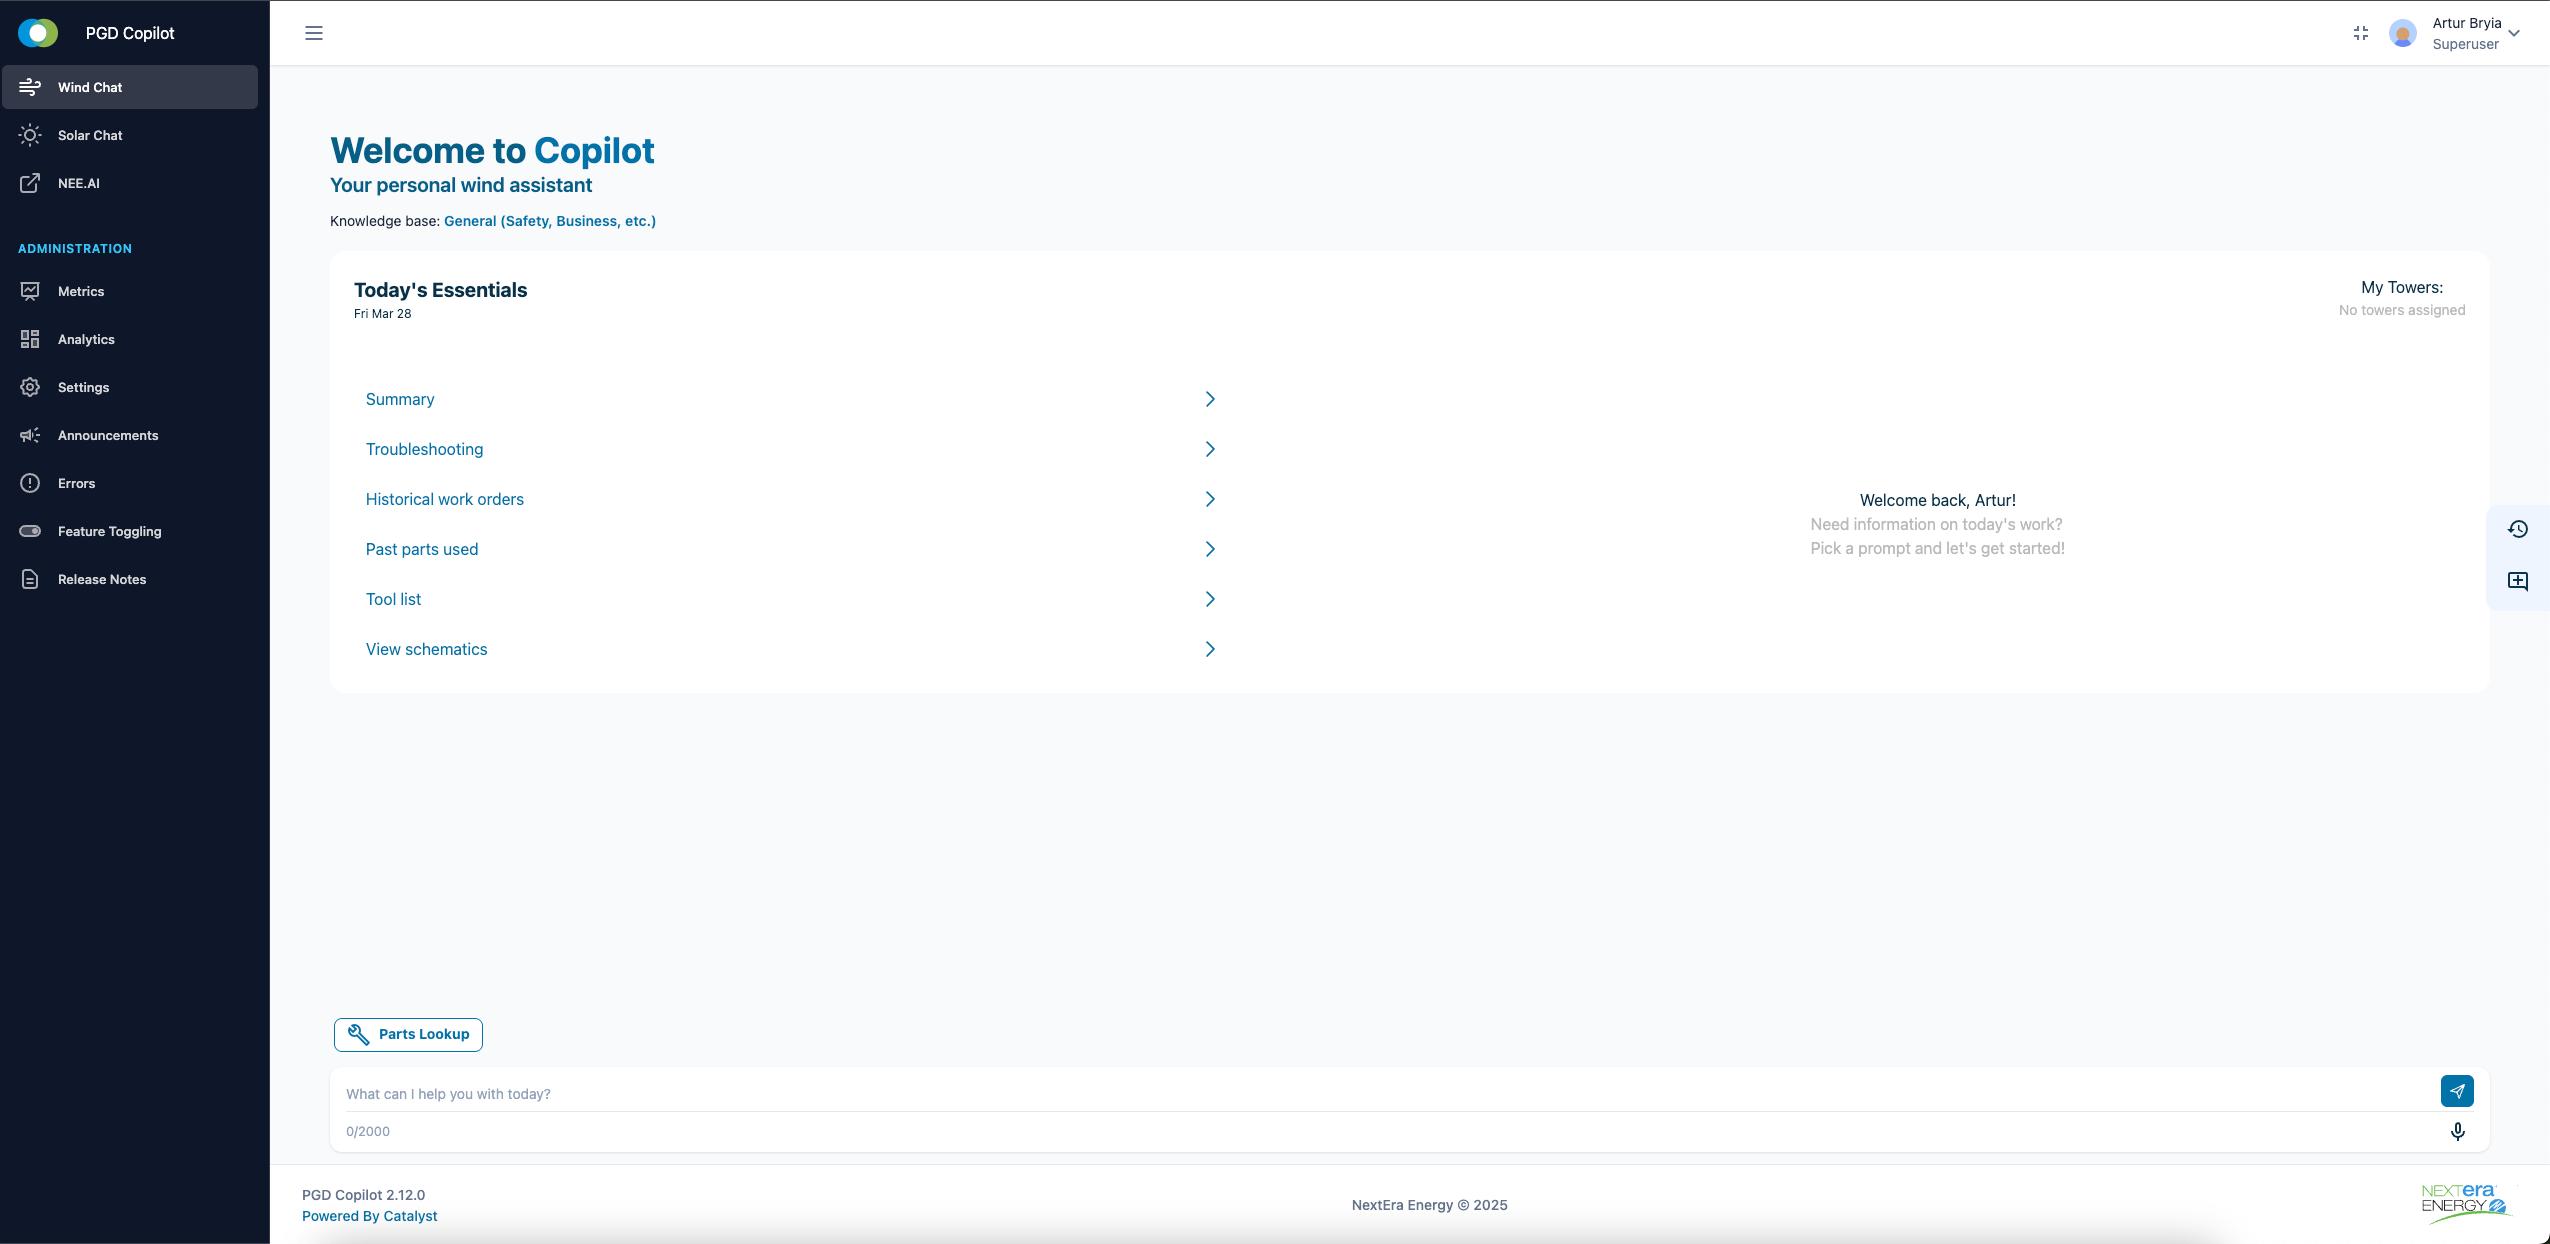 PGD Copilot
Wind Chat
Solar Chat
NEE.AI
ADMINISTRATION
Metrics
Analytics
Settings
Announcements
Errors
Feature Toggling
Release Notes
Artur Bryia
Superuser
Welcome to Copilot
Your personal wind assistant
Knowledge base: General (Safety, Business, etc.)
Today's Essentials
Fri Mar 28
My Towers:
No towers assigned
Summary
Troubleshooting
Historical work orders
Past parts used
Tool list
View schematics
Welcome back, Artur!
Need information on today's work?
Pick a prompt and let's get started!
Parts Lookup
What can I help you with today?
0/2000
PGD Copilot 2.12.0
Powered By Catalyst
NextEra Energy © 2025
NEXTera
ENERGY